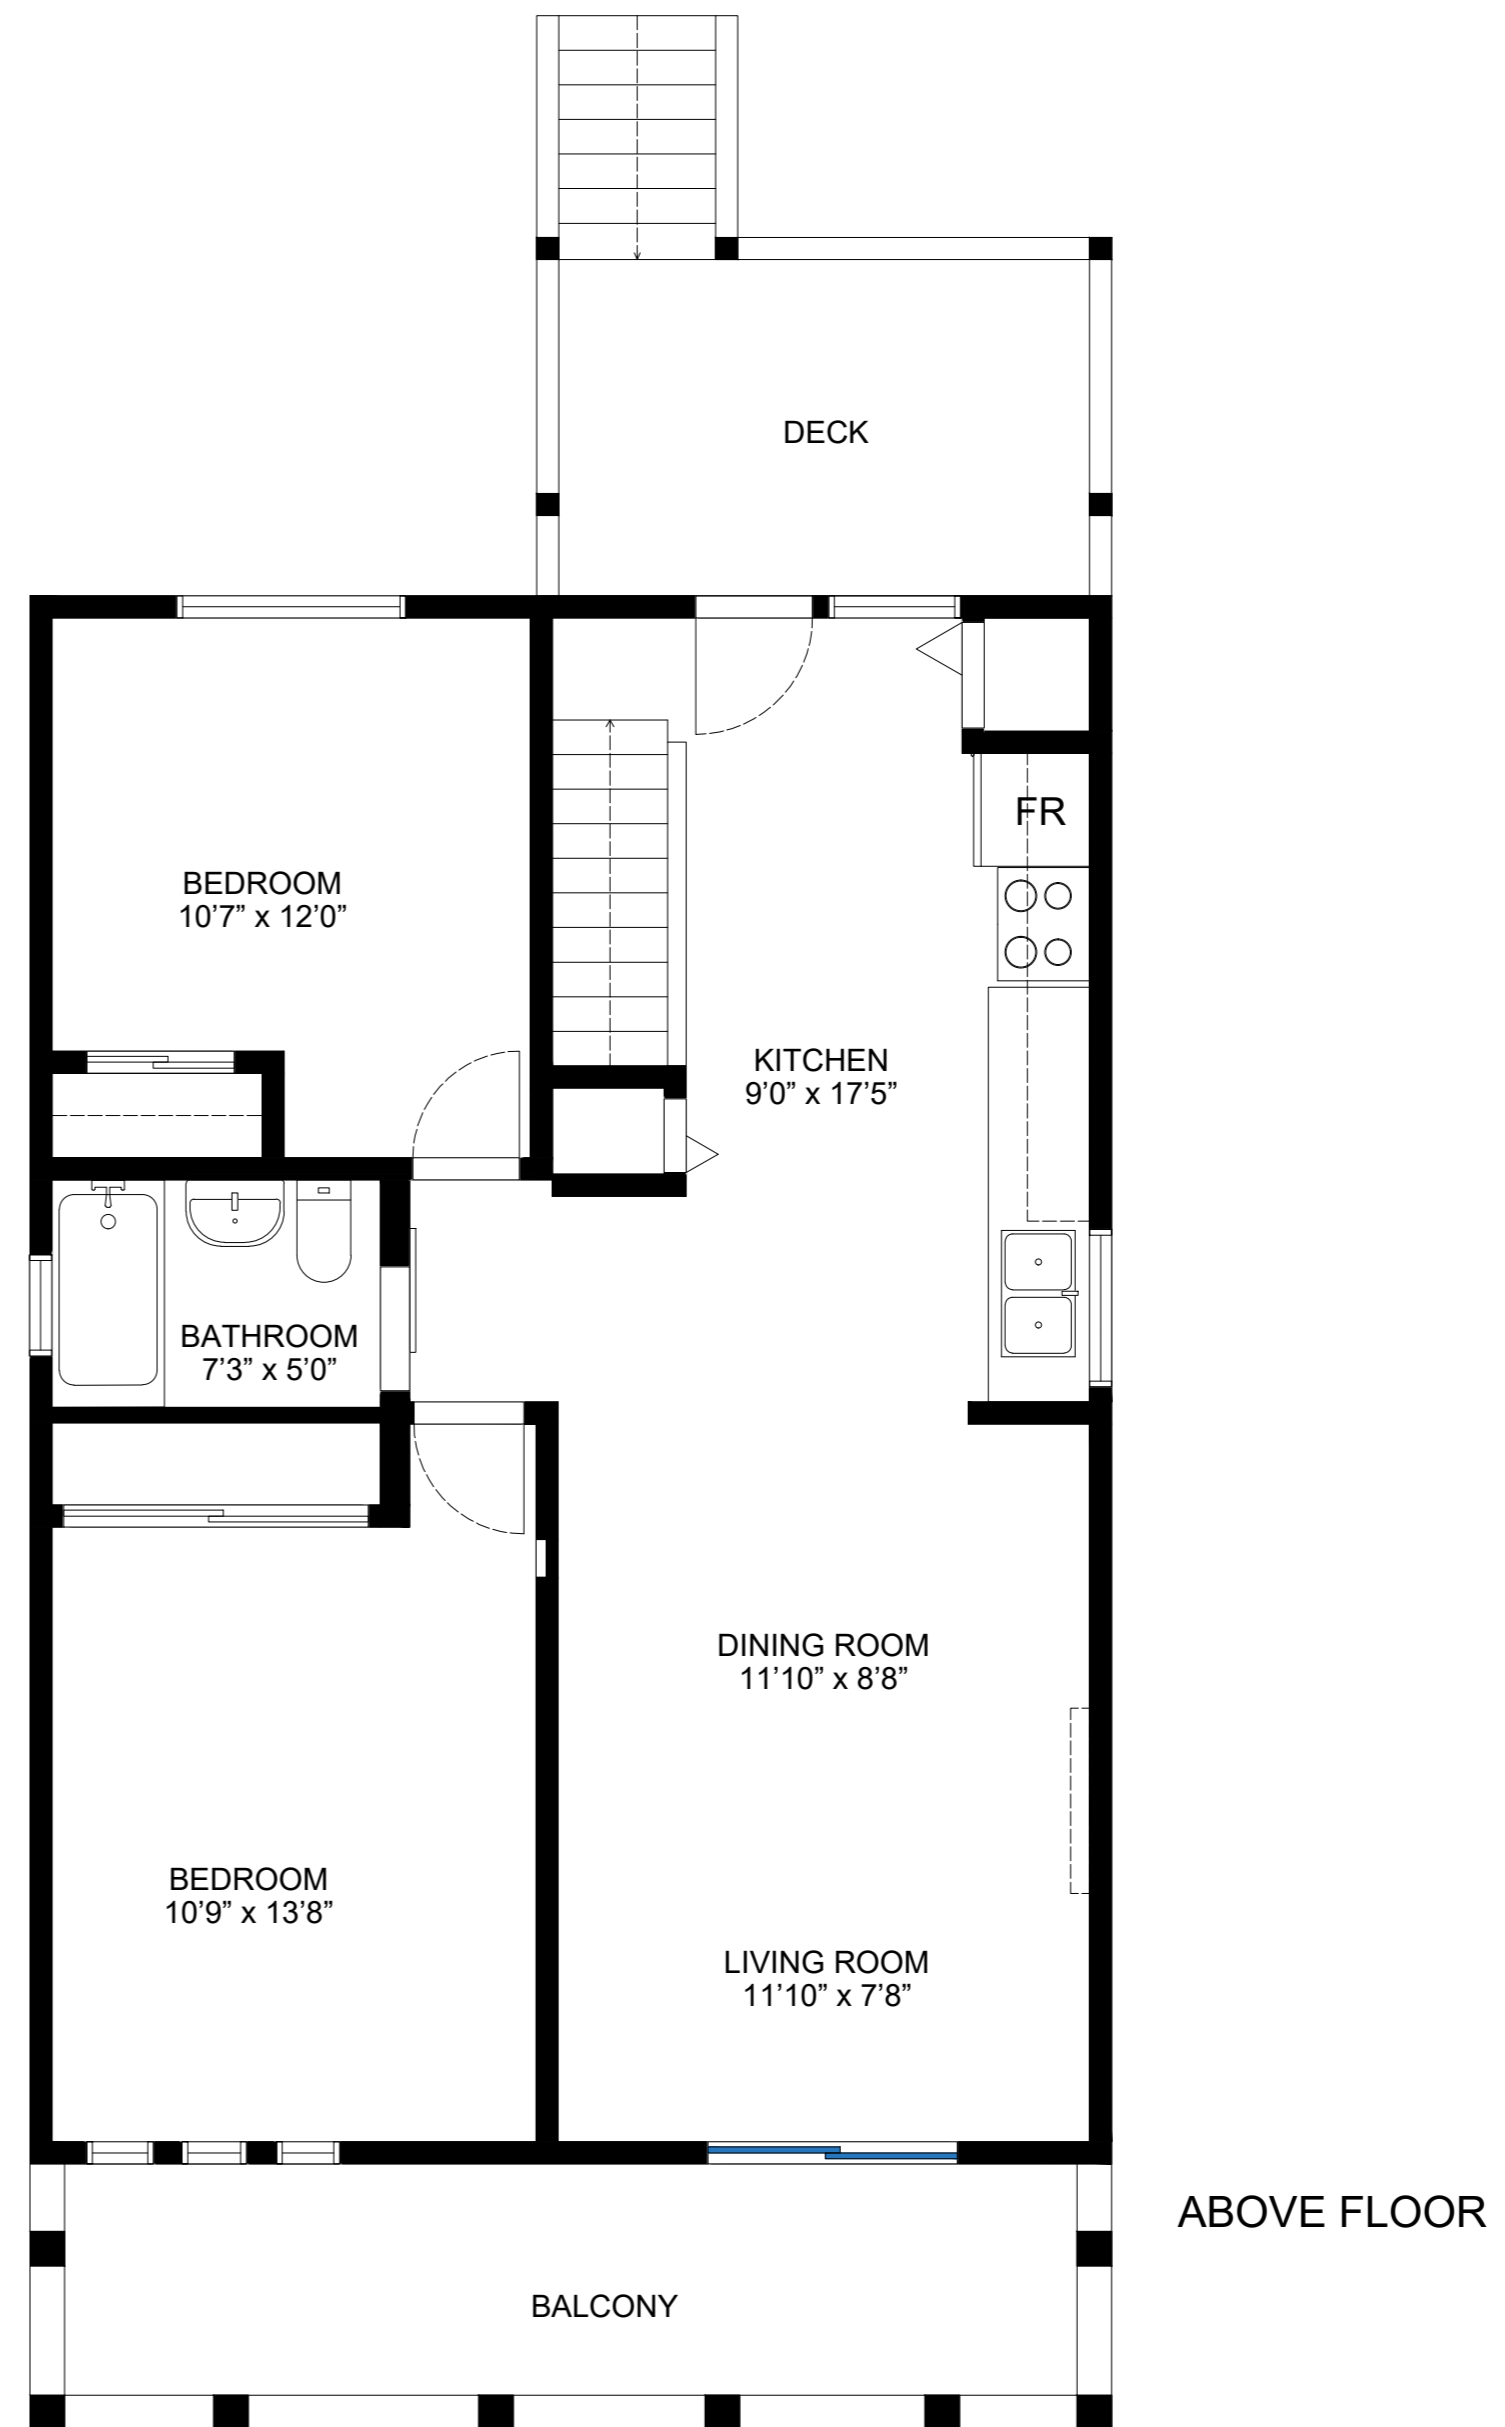 DECK
FR
BEDROOM
10’7” x 12’0”
KITCHEN
9’0” x 17’5”
BATHROOM
7’3” x 5’0”
DINING ROOM
11’10” x 8’8”
BEDROOM
10’9” x 13’8”
LIVING ROOM
11’10” x 7’8”
ABOVE FLOOR
BALCONY